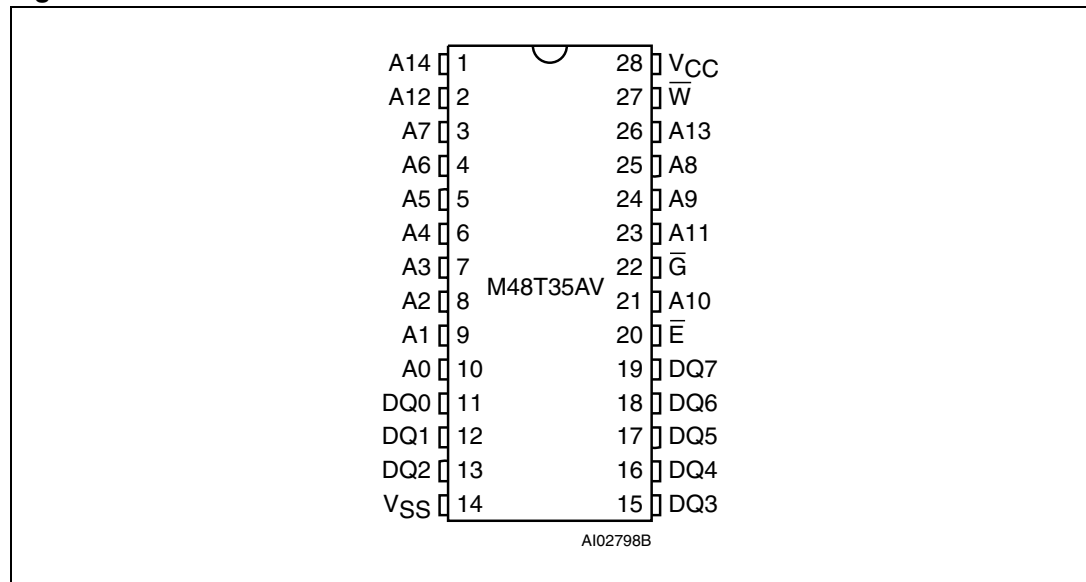 A14 1 28 VCC
A12 2 27 W̅
A7 3 26 A13
A6 4 25 A8
A5 5 24 A9
A4 6 23 A11
A3 7 22 G̅
M48T35AV
A2 8 21 A10
A1 9 20 E̅
A0 10 19 DQ7
DQ0 11 18 DQ6
DQ1 12 17 DQ5
DQ2 13 16 DQ4
VSS 14 15 DQ3
AI02798B